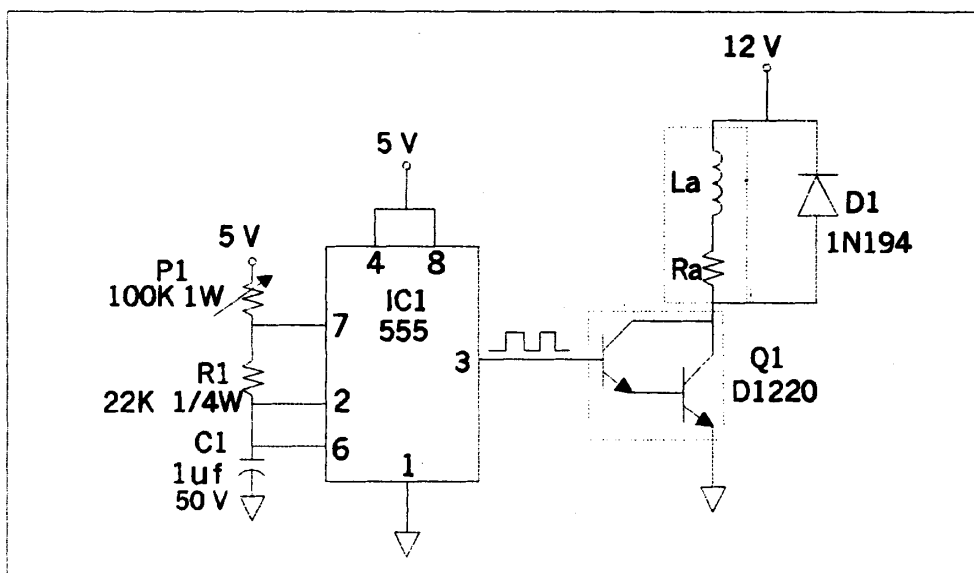 12 V
5 V
La
D1
1N194
5 V
P1
100K 1W
4 8
Ra
IC1
555
7
3
Q1
D1220
R1
22K 1/4W
2
6
C1
1uf
50 V
1